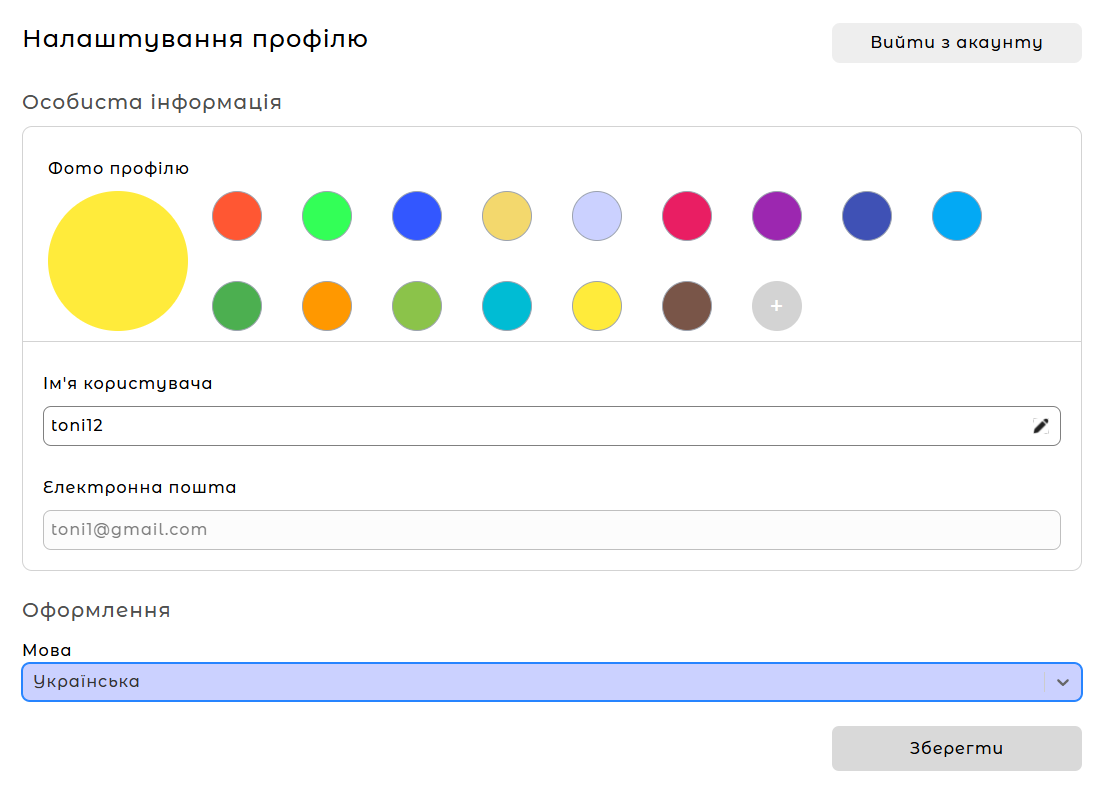 Налаштування профілю
Вийти з акаунту
Особиста інформація
Фото профілю
+
Ім'я користувача
toni12
Електронна пошта
toni1@gmail.com
Оформлення
Мова
Українська
Зберегти